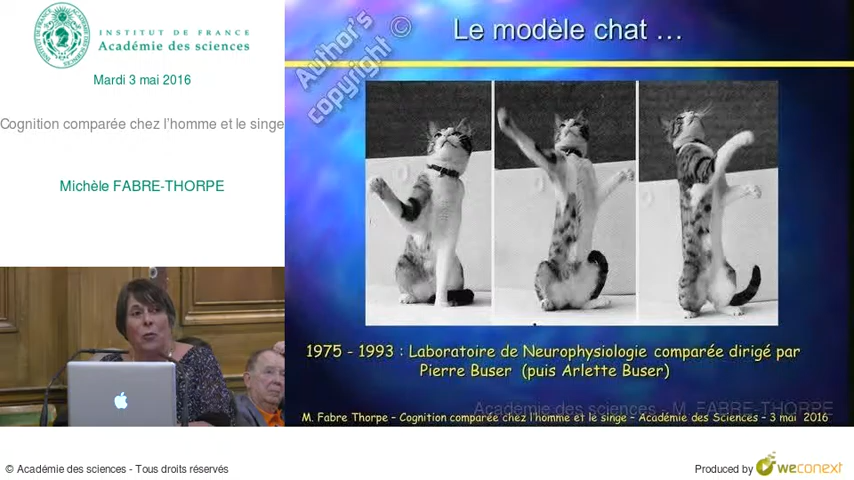 INSTITUT DE FRANCE
Académie des sciences
Mardi 3 mai 2016
Cognition comparée chez l'homme et le singe
Michèle FABRE-THORPE
Author's
copyright
©
Le modèle chat ...
1975 - 1993 : Laboratoire de Neurophysiologie comparée dirigé par
Pierre Buser (puis Arlette Buser)
Académie des sciences - M. FABRE-THORPE
M. Fabre Thorpe – Cognition comparée chez l'homme et le singe – Académie des Sciences – 3 mai 2016
© Académie des sciences - Tous droits réservés
Produced by weconext